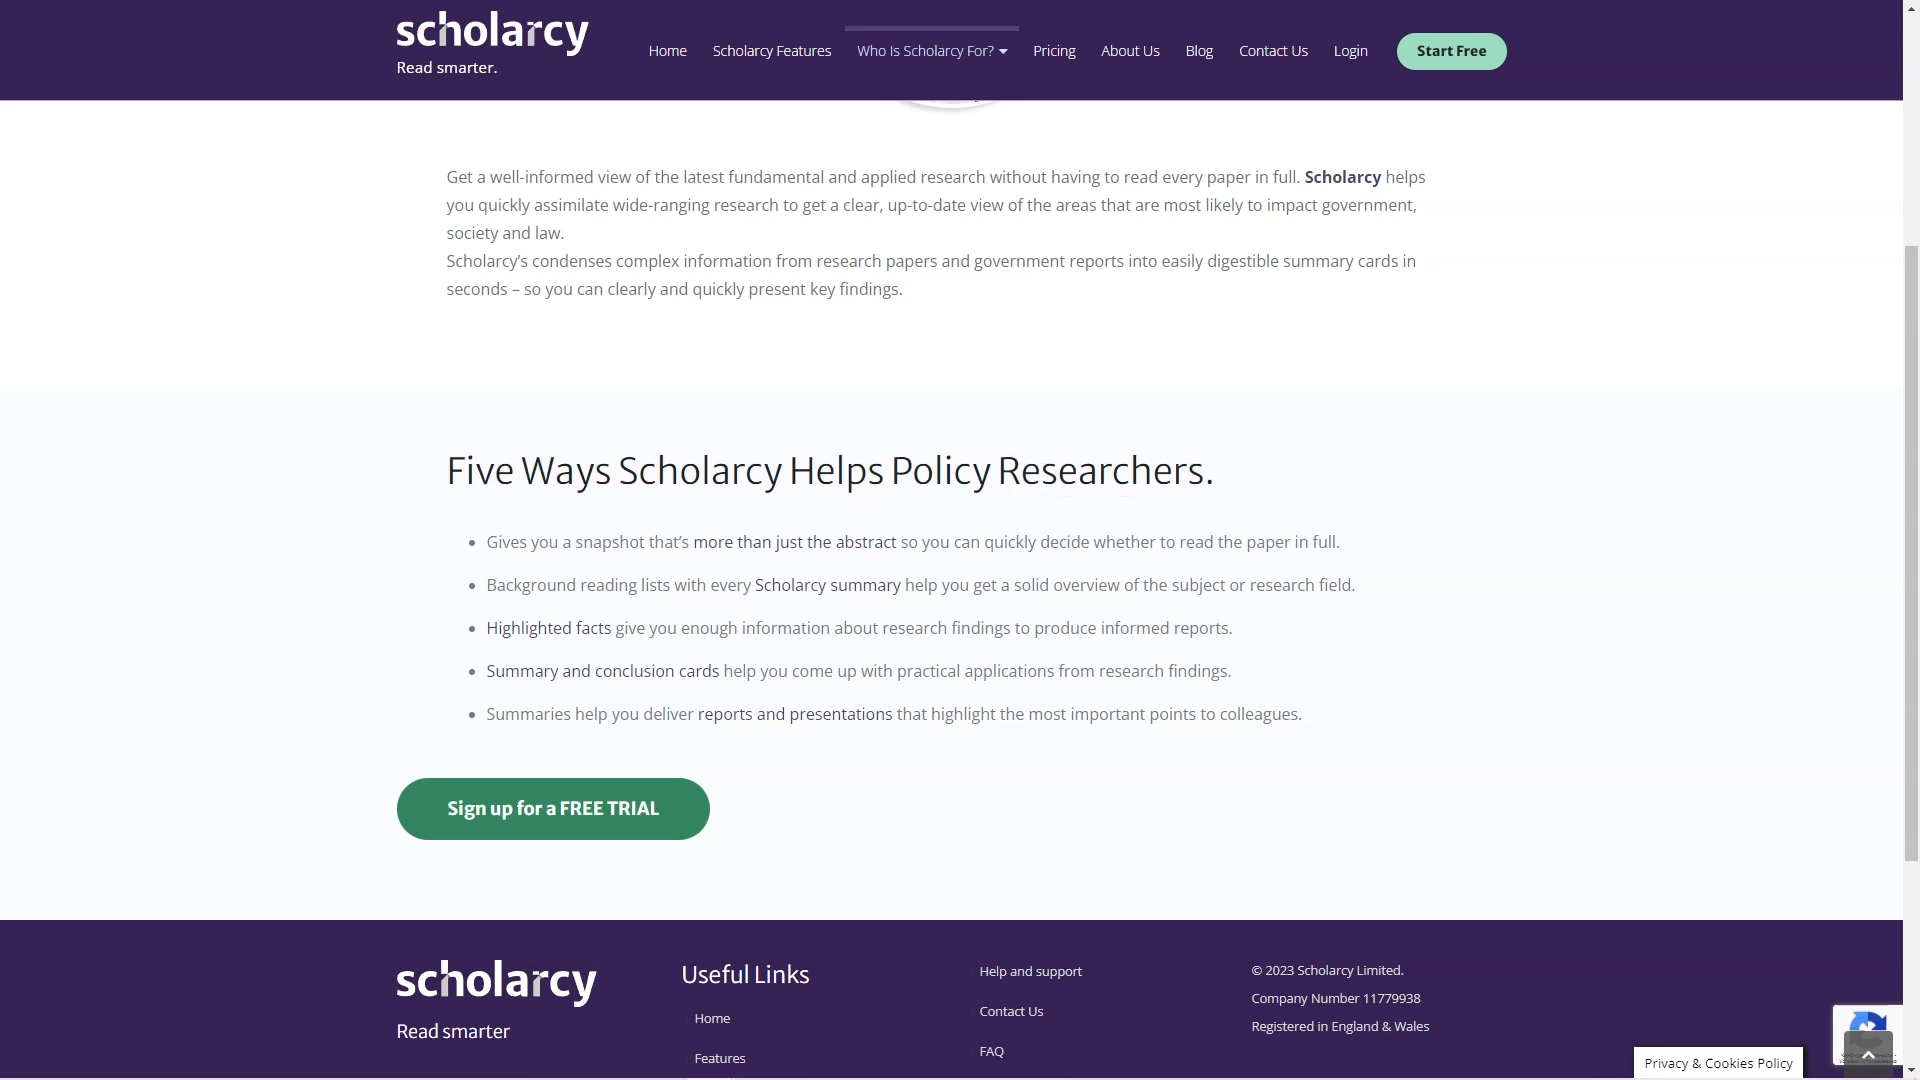 scholarcy
Read smarter.
Home
Scholarcy Features
Who Is Scholarcy For?
Pricing
About Us
Blog
Contact Us
Login
Start Free
Get a well-informed view of the latest fundamental and applied research without having to read every paper in full. Scholarcy helps
you quickly assimilate wide-ranging research to get a clear, up-to-date view of the areas that are most likely to impact government,
society and law.
Scholarcy’s condenses complex information from research papers and government reports into easily digestible summary cards in
seconds – so you can clearly and quickly present key findings.
Five Ways Scholarcy Helps Policy Researchers.
Gives you a snapshot that’s more than just the abstract so you can quickly decide whether to read the paper in full.
Background reading lists with every Scholarcy summary help you get a solid overview of the subject or research field.
Highlighted facts give you enough information about research findings to produce informed reports.
Summary and conclusion cards help you come up with practical applications from research findings.
Summaries help you deliver reports and presentations that highlight the most important points to colleagues.
Sign up for a FREE TRIAL
scholarcy
Read smarter
Useful Links
Home
Features
Help and support
Contact Us
FAQ
© 2023 Scholarcy Limited.
Company Number 11779938
Registered in England & Wales
Privacy & Cookies Policy